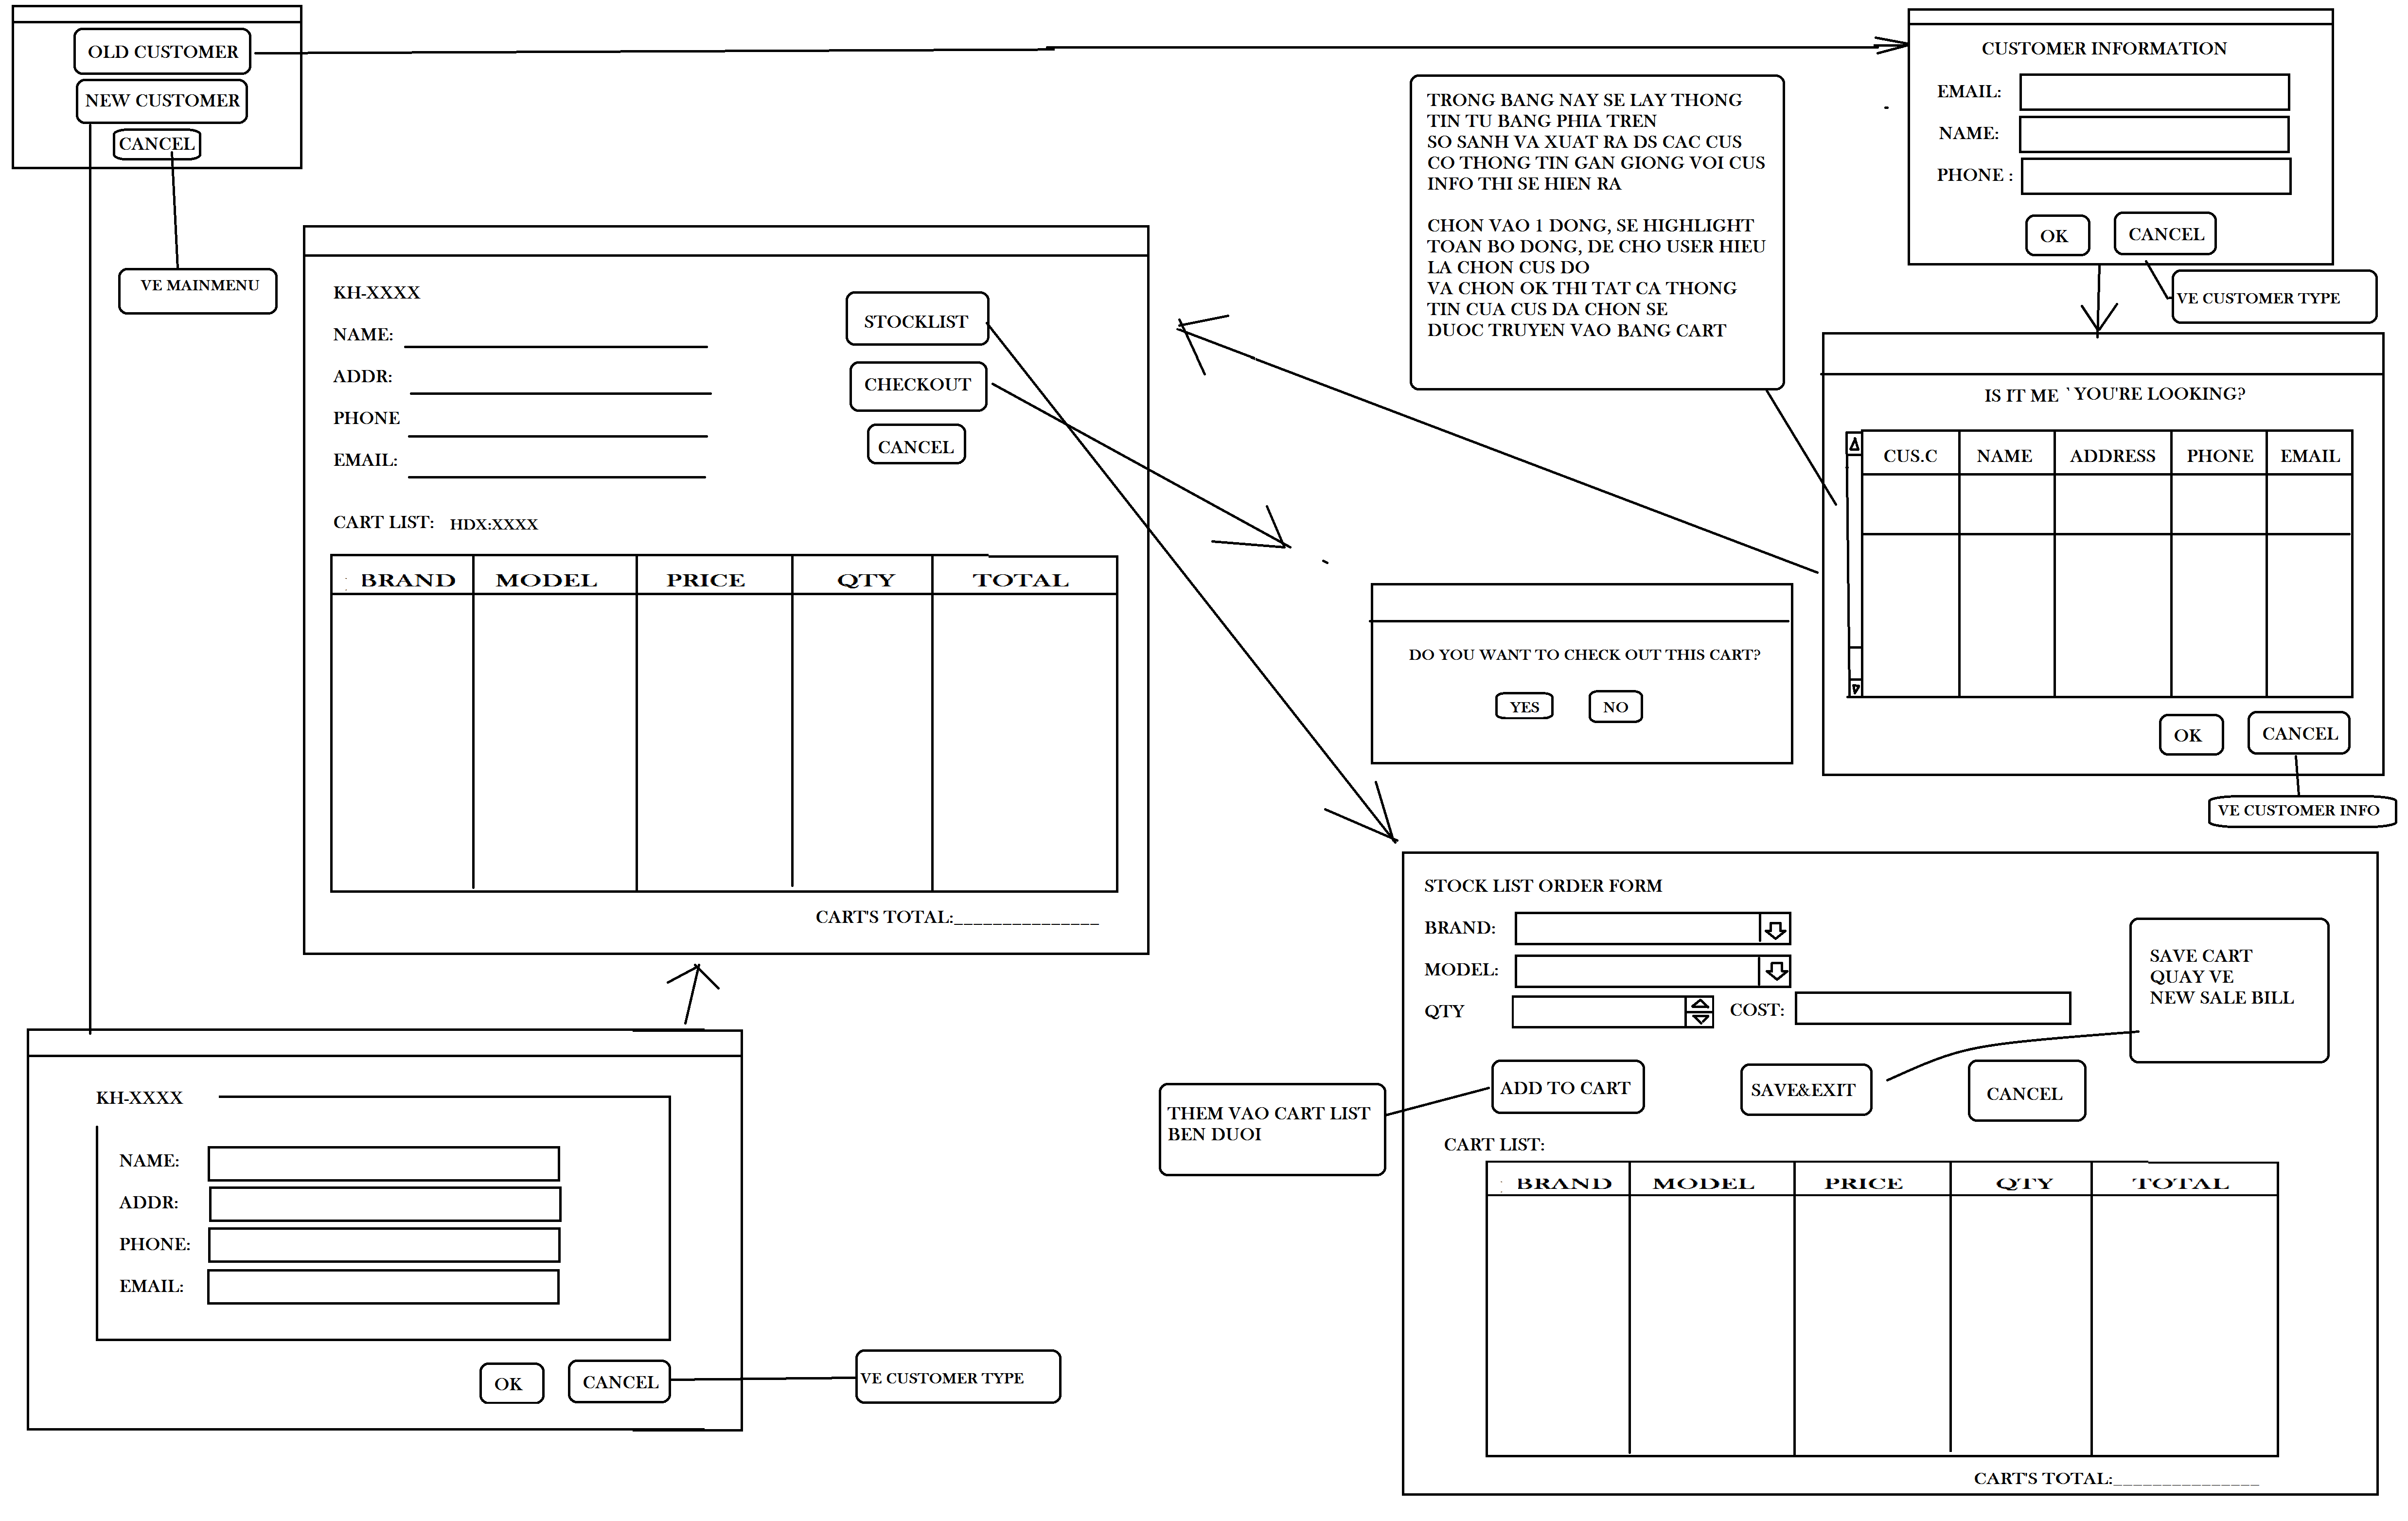 OLD CUSTOMER
NEW CUSTOMER
CANCEL
VE MAINMENU
CUSTOMER INFORMATION
EMAIL:
NAME:
PHONE :
OK
CANCEL
VE CUSTOMER TYPE
TRONG BANG NAY SE LAY THONG
TIN TU BANG PHIA TREN
SO SANH VA XUAT RA DS CAC CUS
CO THONG TIN GAN GIONG VOI CUS
INFO THI SE HIEN RA
CHON VAO 1 DONG, SE HIGHLIGHT
TOAN BO DONG, DE CHO USER HIEU
LA CHON CUS DO
VA CHON OK THI TAT CA THONG
TIN CUA CUS DA CHON SE
DUOC TRUYEN VAO BANG CART
KH-XXXX
NAME:
ADDR:
PHONE
EMAIL:
STOCKLIST
CHECKOUT
CANCEL
CART LIST: HDX:XXXX
BRAND MODEL PRICE QTY TOTAL
CART'S TOTAL:_______________
IS IT ME ` YOU'RE LOOKING?
CUS.C NAME ADDRESS PHONE EMAIL
OK
CANCEL
VE CUSTOMER INFO
DO YOU WANT TO CHECK OUT THIS CART?
YES
NO
STOCK LIST ORDER FORM
BRAND:
MODEL:
QTY
COST:
SAVE CART
QUAY VE
NEW SALE BILL
ADD TO CART
SAVE&EXIT
CANCEL
THEM VAO CART LIST
BEN DUOI
CART LIST:
BRAND MODEL PRICE QTY TOTAL
CART'S TOTAL:_______________
KH-XXXX
NAME:
ADDR:
PHONE:
EMAIL:
OK
CANCEL
VE CUSTOMER TYPE